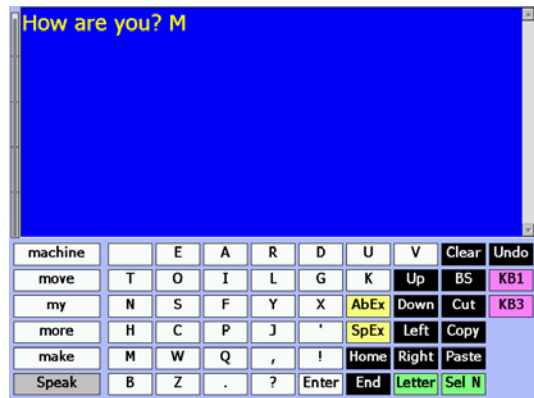 How are you? M
machine E A R D U V Clear Undo
move T O I L G K Up BS KB1
my N S F Y X AbEx Down Cut KB3
more H C P J ' SpEx Left Copy
make M W Q , ! Home Right Paste
Speak B Z . ? Enter End Letter Sel N